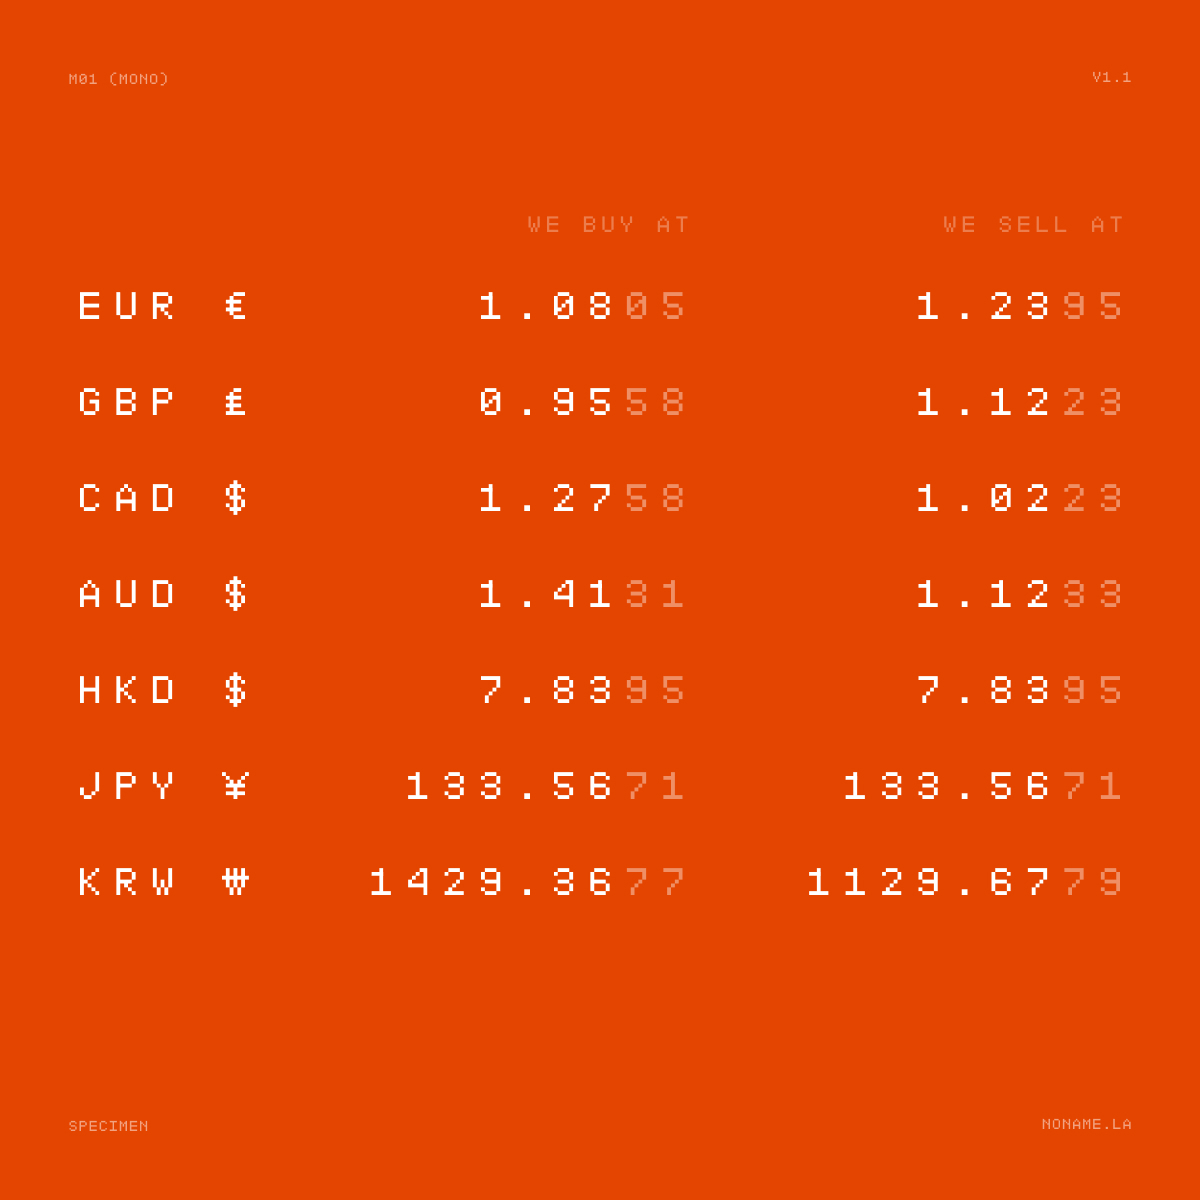 M01 (MONO) V1.1
WE BUY AT WE SELL AT
EUR € 1.0805 1.2395
GBP £ 0.9558 1.1223
CAD $ 1.2758 1.0223
AUD $ 1.4131 1.1233
HKD $ 7.8395 7.8395
JPY ¥ 133.5671 133.5671
KRW ₩ 1429.3677 1129.6779
SPECIMEN NONAME.LA